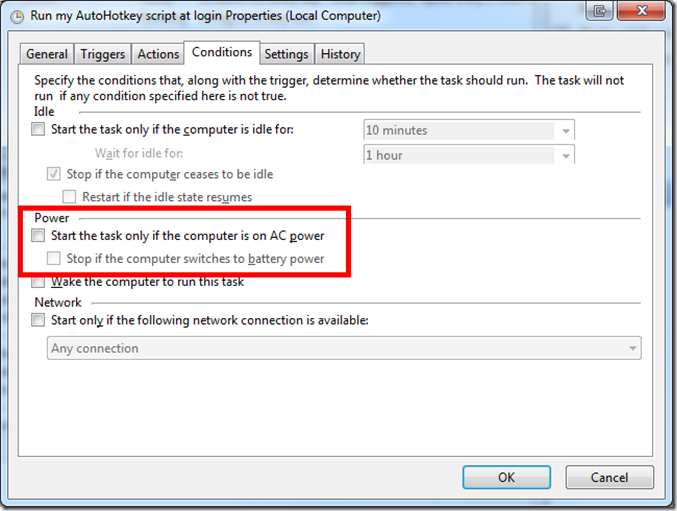 Run my AutoHotkey script at login Properties (Local Computer)
General Triggers Actions Conditions Settings History
Specify the conditions that, along with the trigger, determine whether the task should run. The task will not
run if any condition specified here is not true.
Idle
Start the task only if the computer is idle for: 10 minutes
Wait for idle for: 1 hour
Stop if the computer ceases to be idle
Restart if the idle state resumes
Power
Start the task only if the computer is on AC power
Stop if the computer switches to battery power
Wake the computer to run this task
Network
Start only if the following network connection is available:
Any connection
OK Cancel